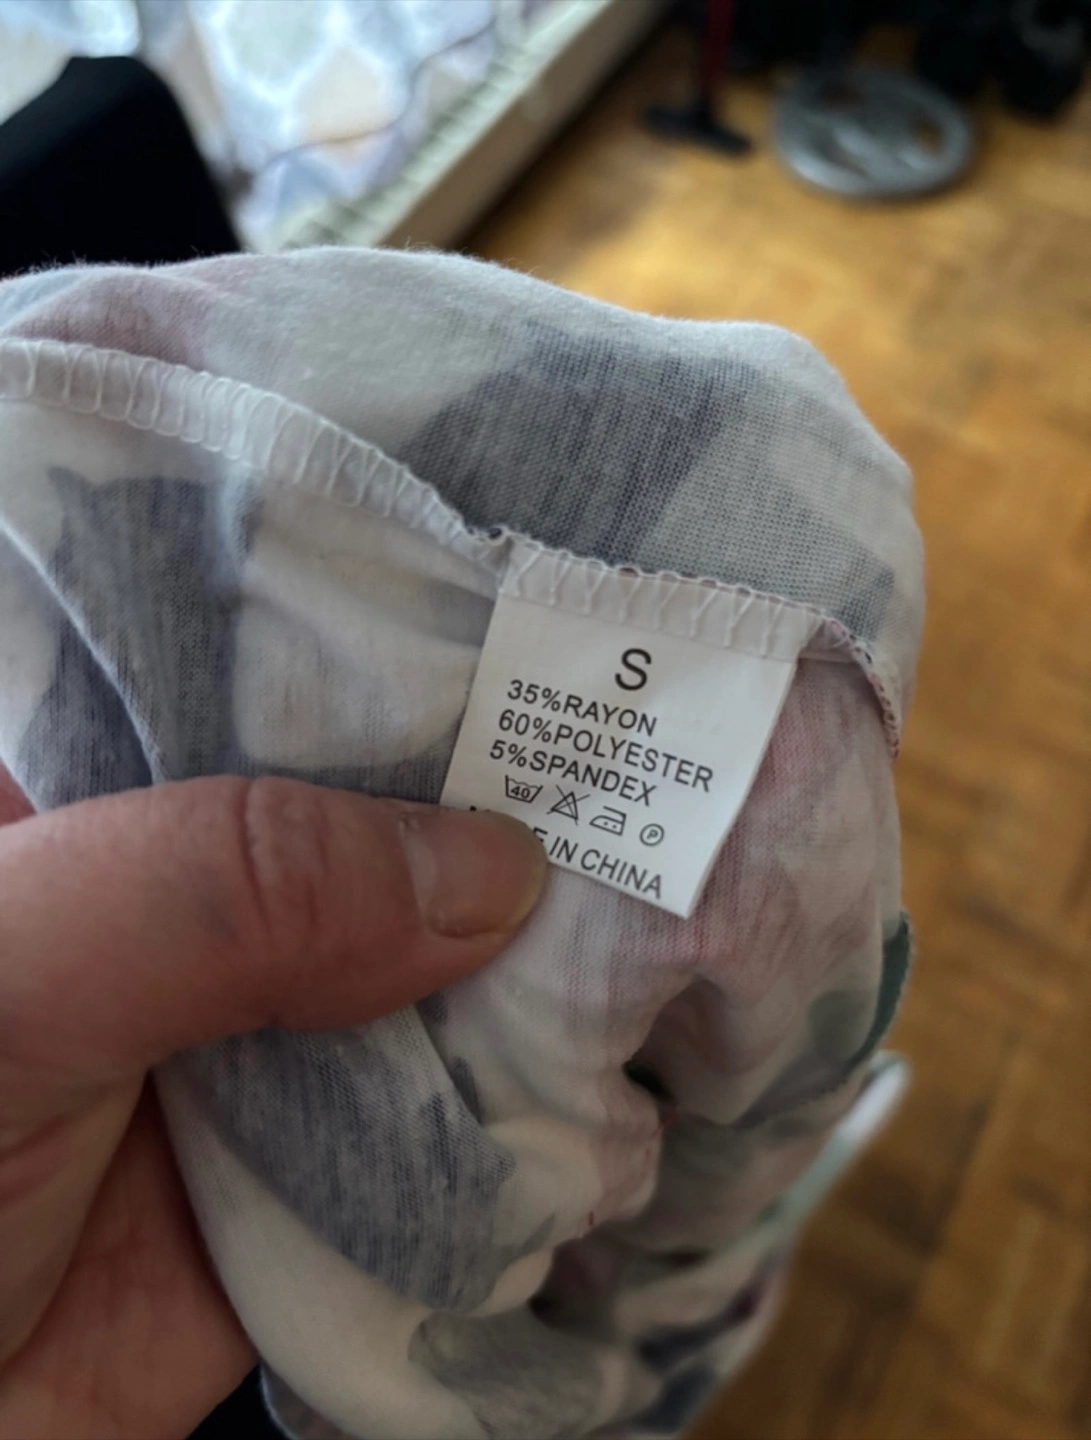 S
35%RAYON
60%POLYESTER
5%SPANDEX
40 P
IN CHINA